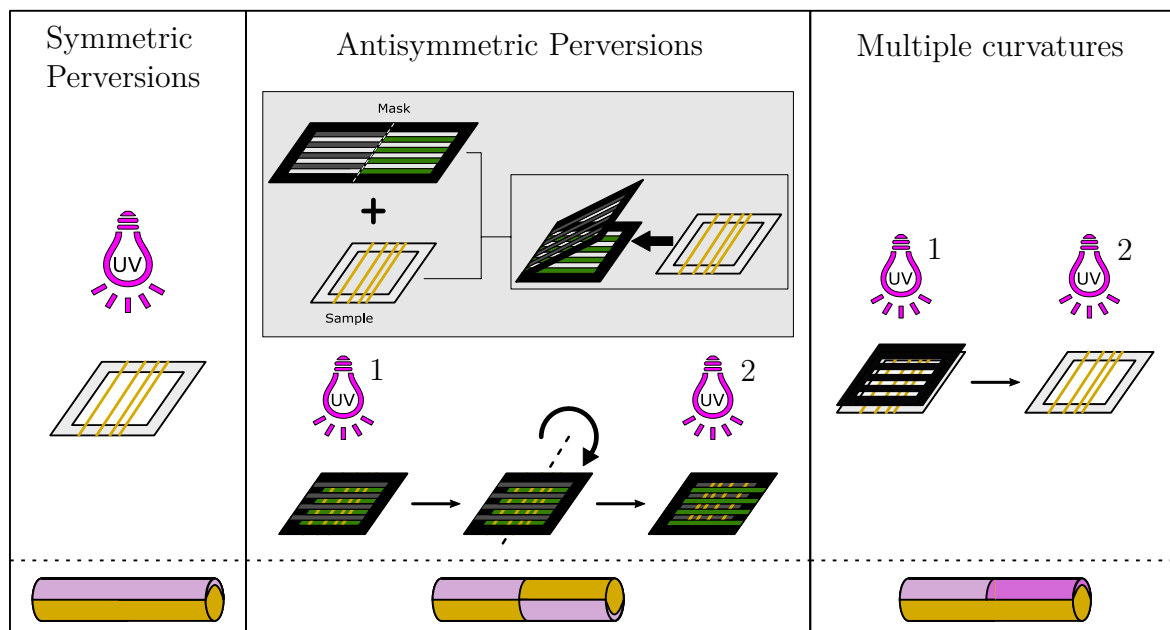 Symmetric
Perversions
UV
Antisymmetric Perversions
Mask
+
Sample
UV
1
UV
2
Multiple curvatures
UV
1
UV
2